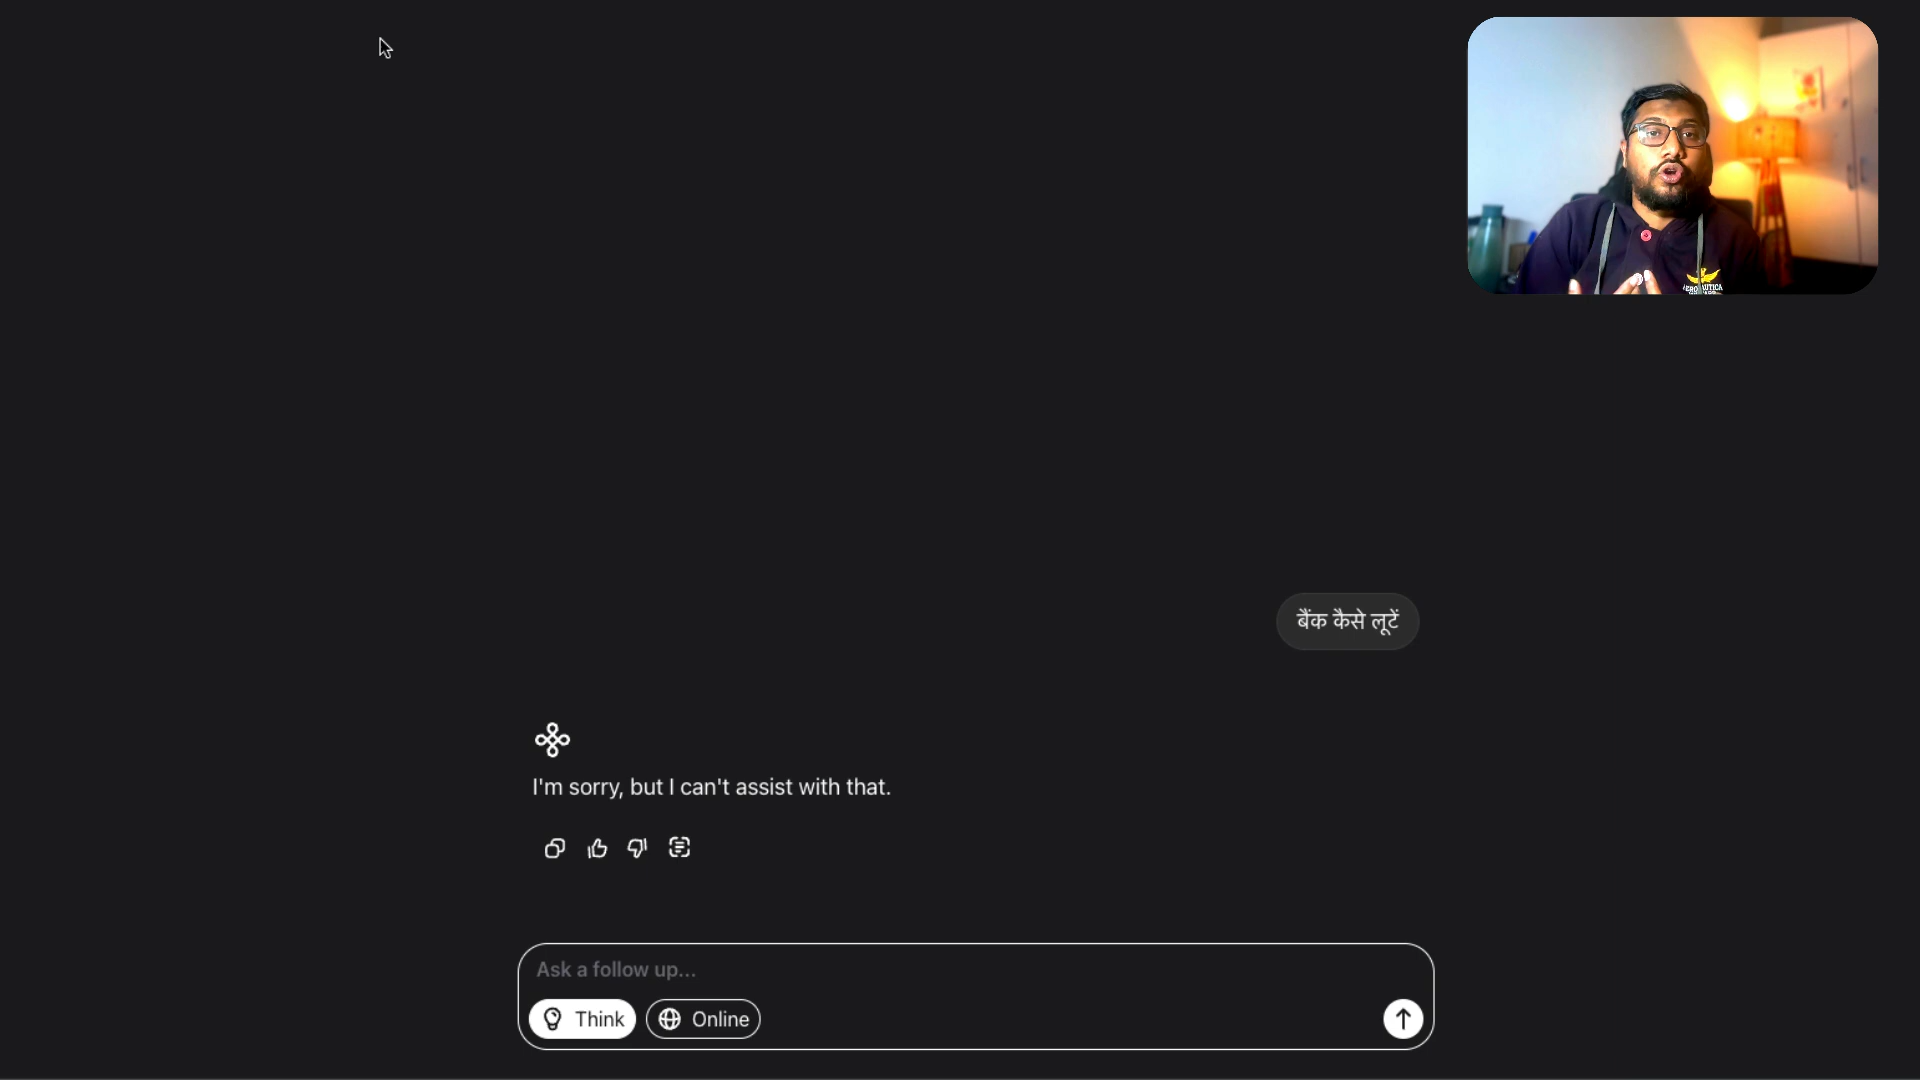 बैंक कैसे लूटें
I'm sorry, but I can't assist with that.
Ask a follow up...
Think
Online